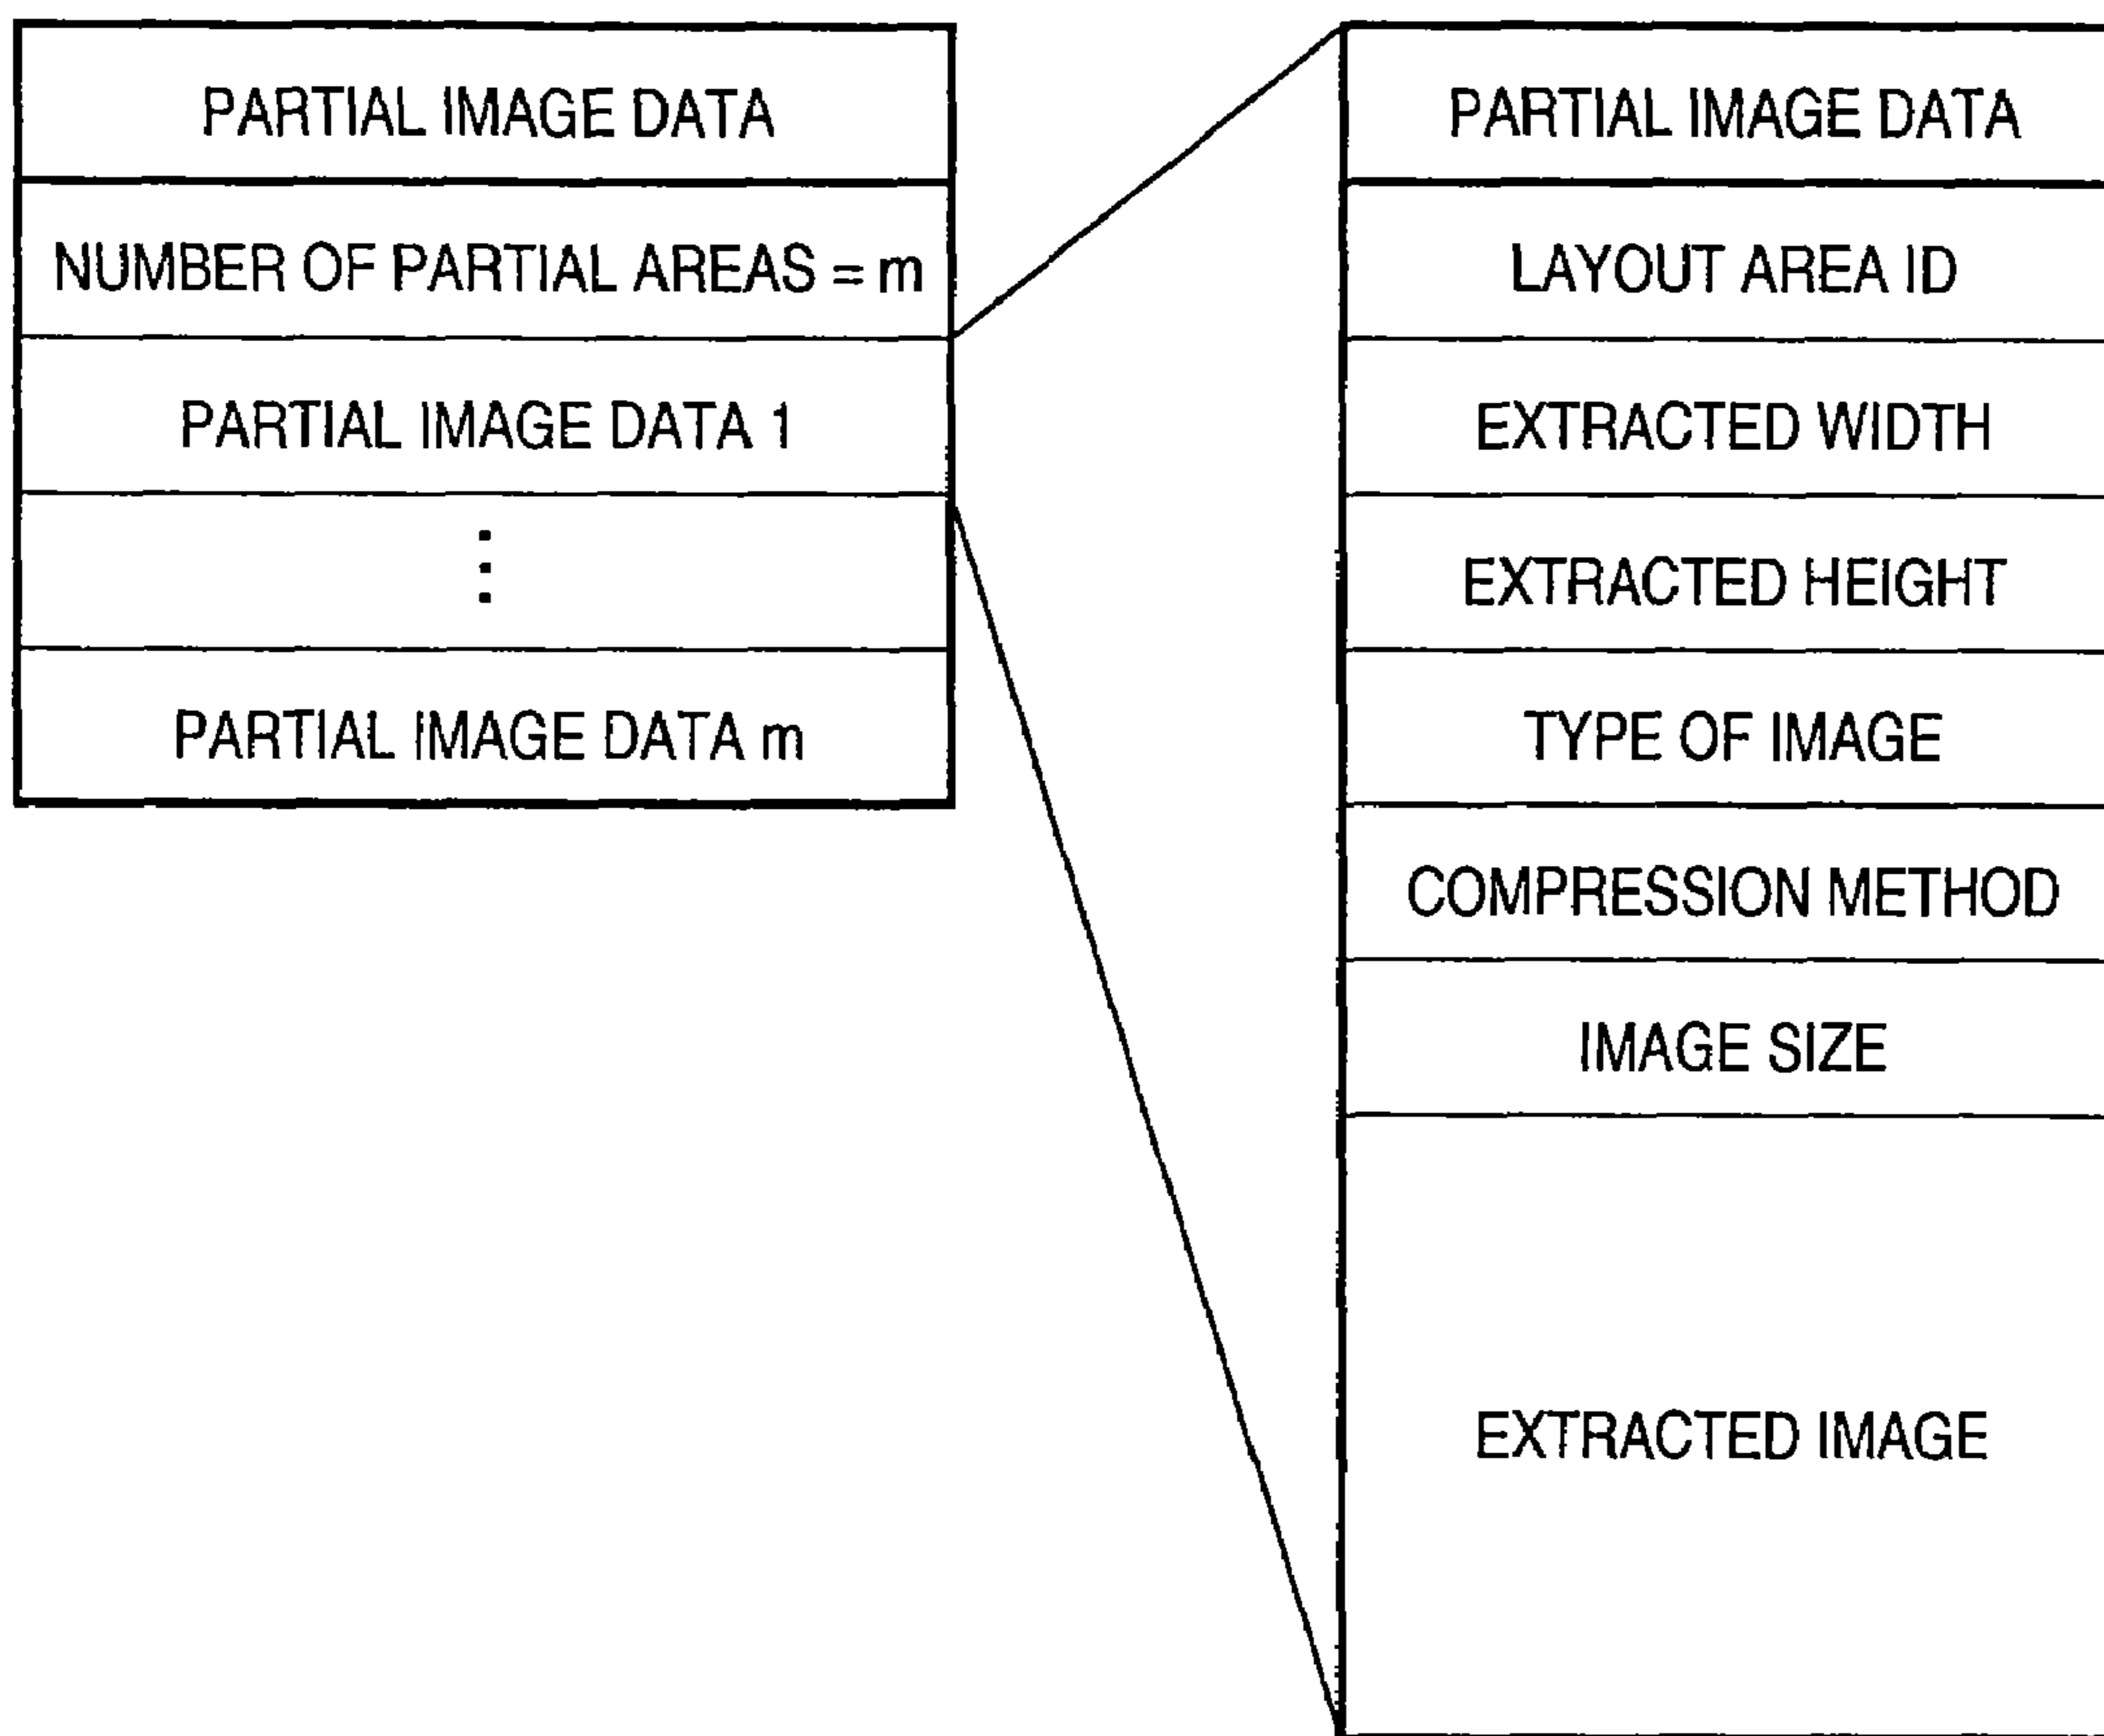 PARTIAL IMAGE DATA
NUMBER OF PARTIAL AREAS = m
PARTIAL IMAGE DATA 1
PARTIAL IMAGE DATA m
PARTIAL IMAGE DATA
LAYOUT AREA ID
EXTRACTED WIDTH
EXTRACTED HEIGHT
TYPE OF IMAGE
COMPRESSION METHOD
IMAGE SIZE
EXTRACTED IMAGE